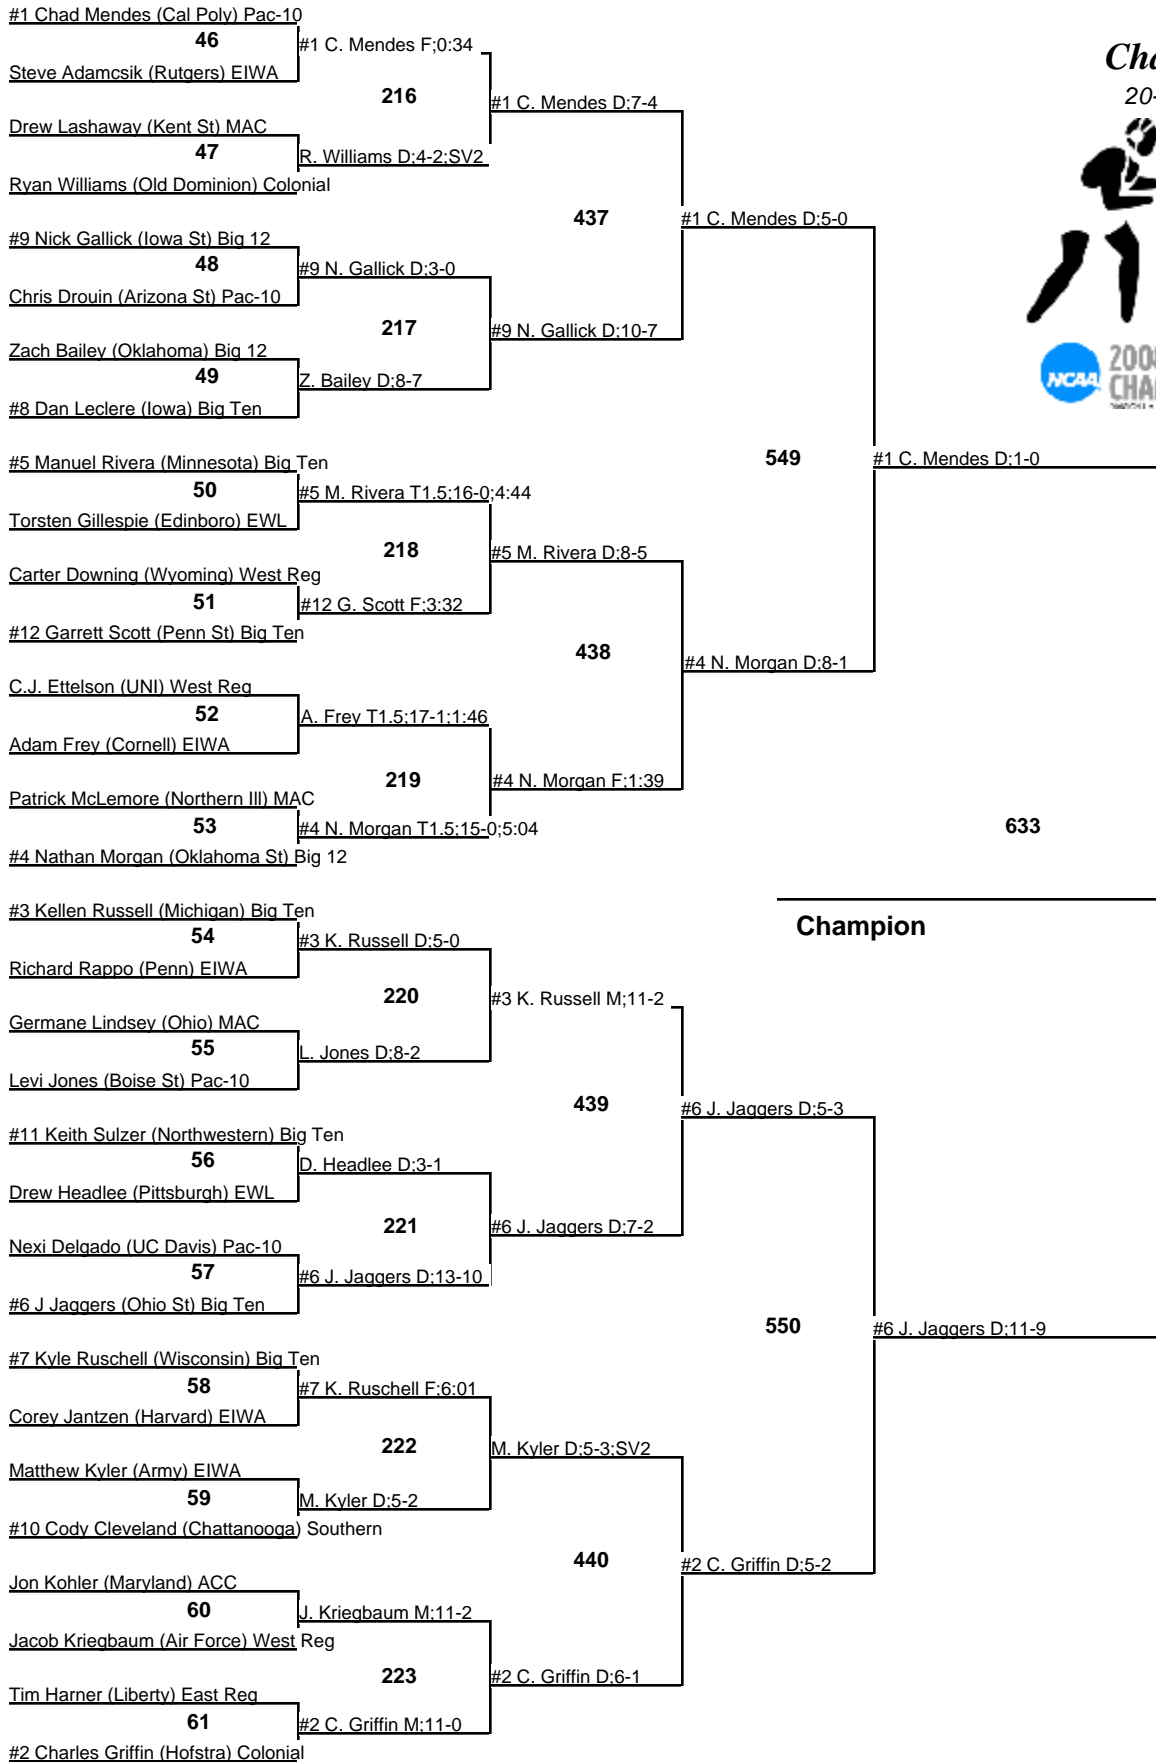 #1 Chad Mendes (Cal Poly) Pac-10
46
#1 C. Mendes F;0:34
Steve Adamcsik (Rutgers) EIWA
216
#1 C. Mendes D;7-4
Drew Lashaway (Kent St) MAC
47
R. Williams D;4-2;SV2
Ryan Williams (Old Dominion) Colonial
437
#1 C. Mendes D;5-0
#9 Nick Gallick (Iowa St) Big 12
48
#9 N. Gallick D;3-0
Chris Drouin (Arizona St) Pac-10
217
#9 N. Gallick D;10-7
Zach Bailey (Oklahoma) Big 12
49
Z. Bailey D;8-7
#8 Dan Leclere (Iowa) Big Ten
NCAA
549
#1 C. Mendes D;1-0
#5 Manuel Rivera (Minnesota) Big Ten
50
#5 M. Rivera T1.5;16-0;4:44
Torsten Gillespie (Edinboro) EWL
218
#5 M. Rivera D;8-5
Carter Downing (Wyoming) West Reg
51
#12 G. Scott F;3:32
#12 Garrett Scott (Penn St) Big Ten
438
#4 N. Morgan D;8-1
C.J. Ettelson (UNI) West Reg
52
A. Frey T1.5;17-1;1:46
Adam Frey (Cornell) EIWA
219
#4 N. Morgan F;1:39
Patrick McLemore (Northern Ill) MAC
53
#4 N. Morgan T1.5;15-0;5:04
#4 Nathan Morgan (Oklahoma St) Big 12
633
Champion
#3 Kellen Russell (Michigan) Big Ten
54
#3 K. Russell D;5-0
Richard Rappo (Penn) EIWA
220
#3 K. Russell M;11-2
Germane Lindsey (Ohio) MAC
55
L. Jones D;8-2
Levi Jones (Boise St) Pac-10
439
#6 J. Jaggers D;5-3
#11 Keith Sulzer (Northwestern) Big Ten
56
D. Headlee D;3-1
Drew Headlee (Pittsburgh) EWL
221
#6 J. Jaggers D;7-2
Nexi Delgado (UC Davis) Pac-10
57
#6 J. Jaggers D;13-10
#6 J Jaggers (Ohio St) Big Ten
550
#6 J. Jaggers D;11-9
#7 Kyle Ruschell (Wisconsin) Big Ten
58
#7 K. Ruschell F;6:01
Corey Jantzen (Harvard) EIWA
222
M. Kyler D;5-3;SV2
Matthew Kyler (Army) EIWA
59
M. Kyler D;5-2
#10 Cody Cleveland (Chattanooga) Southern
440
#2 C. Griffin D;5-2
Jon Kohler (Maryland) ACC
60
J. Kriegbaum M;11-2
Jacob Kriegbaum (Air Force) West Reg
223
#2 C. Griffin D;6-1
Tim Harner (Liberty) East Reg
61
#2 C. Griffin M;11-0
#2 Charles Griffin (Hofstra) Colonial